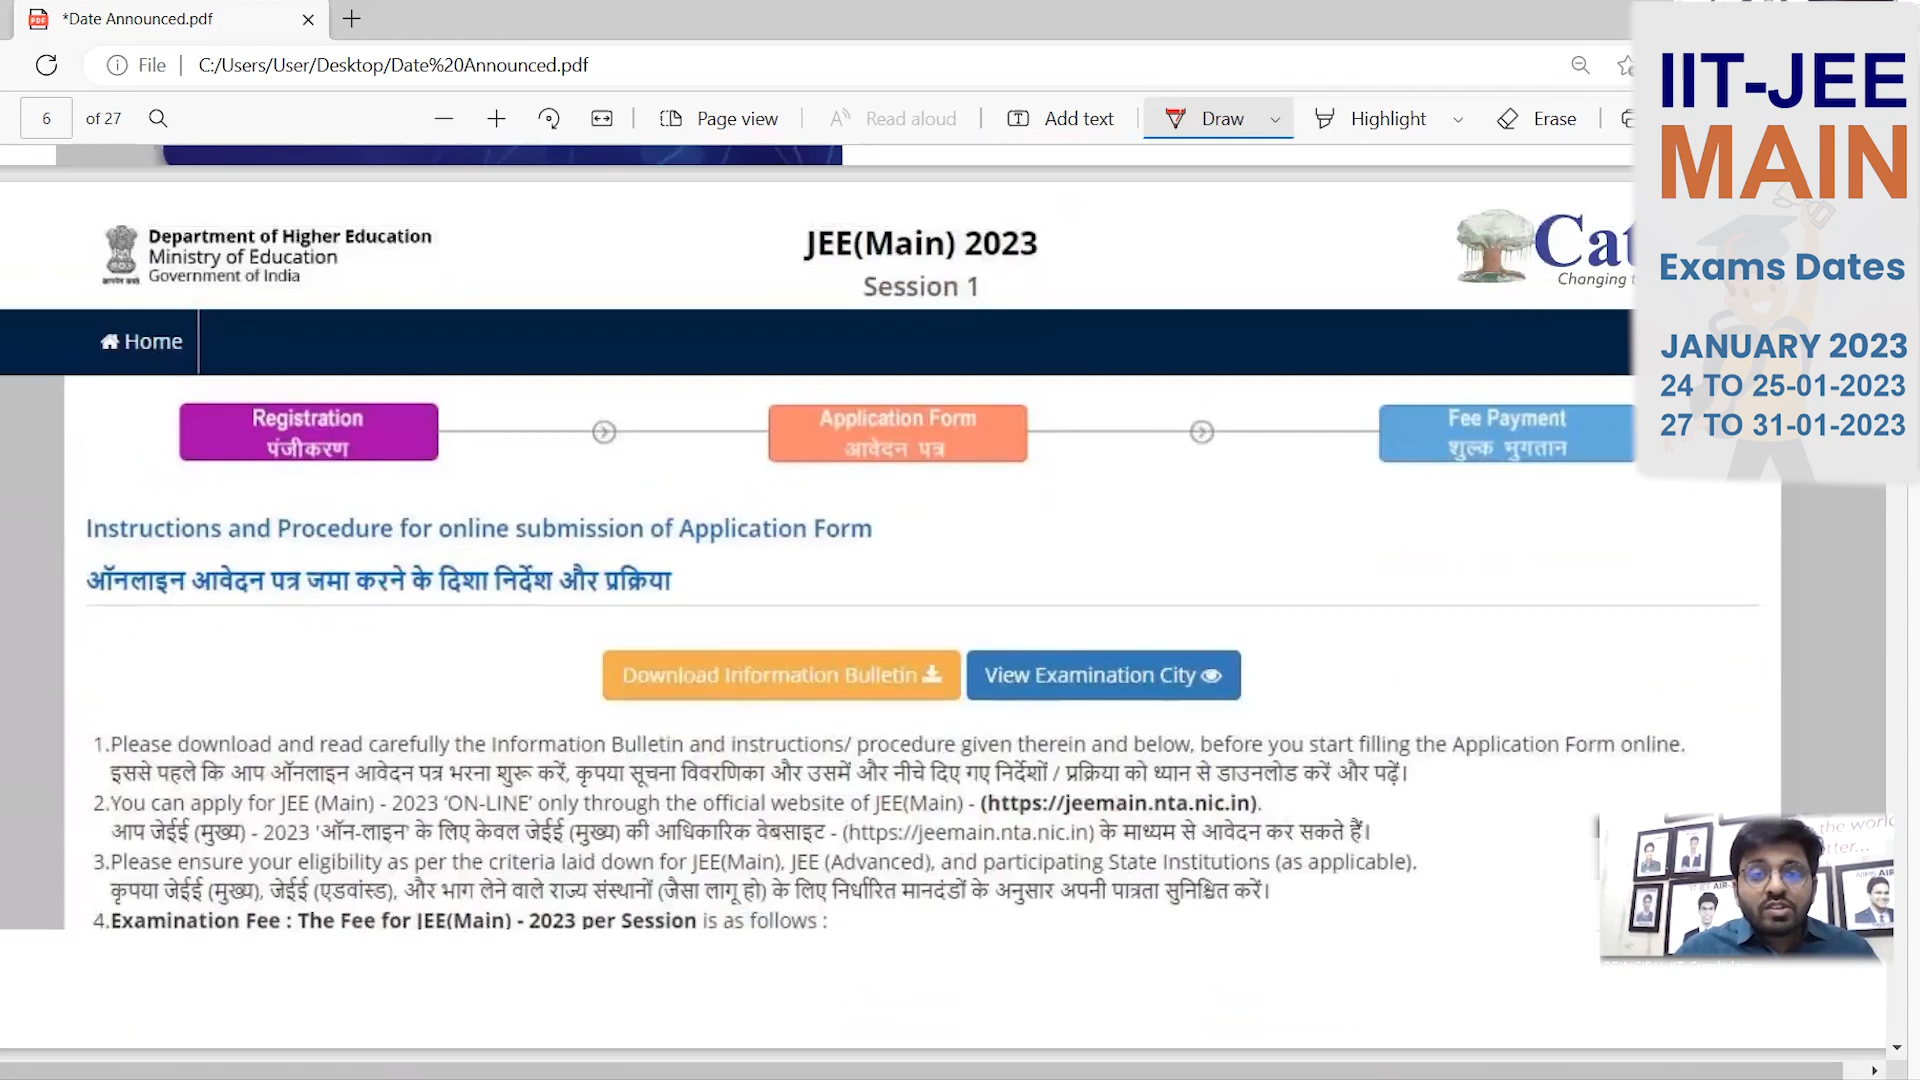 *Date Announced.pdf
File
C:/Users/User/Desktop/Date%20Announced.pdf
6 of 27
Page view
Read aloud
Add text
Draw
Highlight
Erase
IIT-JEE
MAIN
Exams Dates
JANUARY 2023
24 TO 25-01-2023
27 TO 31-01-2023
Department of Higher Education
Ministry of Education
Government of India
JEE(Main) 2023
Session 1
Changing
Home
Registration
पंजीकरण
Application Form
आवेदन पत्र
Fee Payment
शुल्क भुगतान
Instructions and Procedure for online submission of Application Form
ऑनलाइन आवेदन पत्र जमा करने के दिशा निर्देश और प्रक्रिया
Download Information Bulletin
View Examination City
1.Please download and read carefully the Information Bulletin and instructions/ procedure given therein and below, before you start filling the Application Form online.
इससे पहले कि आप ऑनलाइन आवेदन पत्र भरना शुरू करें, कृपया सूचना विवरणिका और उसमें और नीचे दिए गए निर्देशों / प्रक्रिया को ध्यान से डाउनलोड करें और पढ़ें।
2.You can apply for JEE (Main) - 2023 'ON-LINE' only through the official website of JEE(Main) - (https://jeemain.nta.nic.in).
आप जेईई (मुख्य) - 2023 'ऑन-लाइन' के लिए केवल जेईई (मुख्य) की आधिकारिक वेबसाइट - (https://jeemain.nta.nic.in) के माध्यम से आवेदन कर सकते हैं।
3.Please ensure your eligibility as per the criteria laid down for JEE(Main), JEE (Advanced), and participating State Institutions (as applicable).
कृपया जेईई (मुख्य), जेईई (एडवांस्ड), और भाग लेने वाले राज्य संस्थानों (जैसा लागू हो) के लिए निर्धारित मानदंडों के अनुसार अपनी पात्रता सुनिश्चित करें।
4.Examination Fee : The Fee for JEE(Main) - 2023 per Session is as follows :
the world